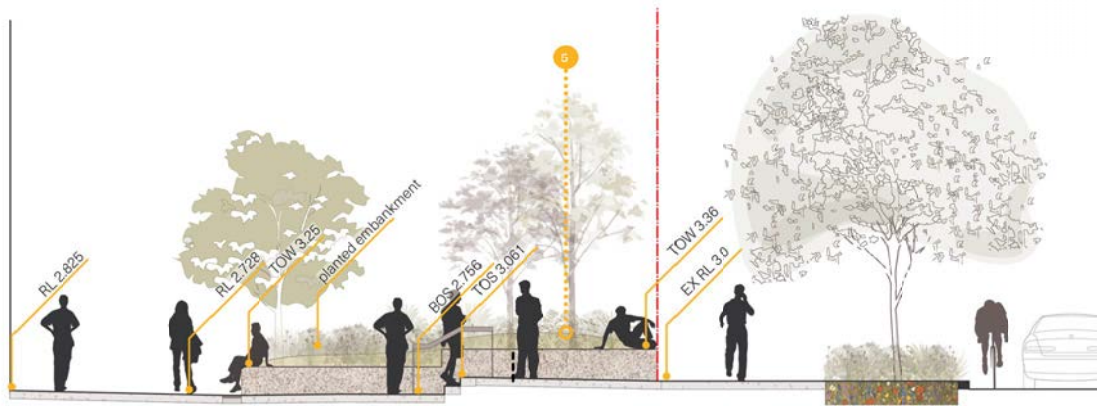 RL 2.825
RL 2.728
TOW 3.25
planted embankment
BOS 2.756
TOS 3.061
5
TOW 3.36
EX RL 3.0